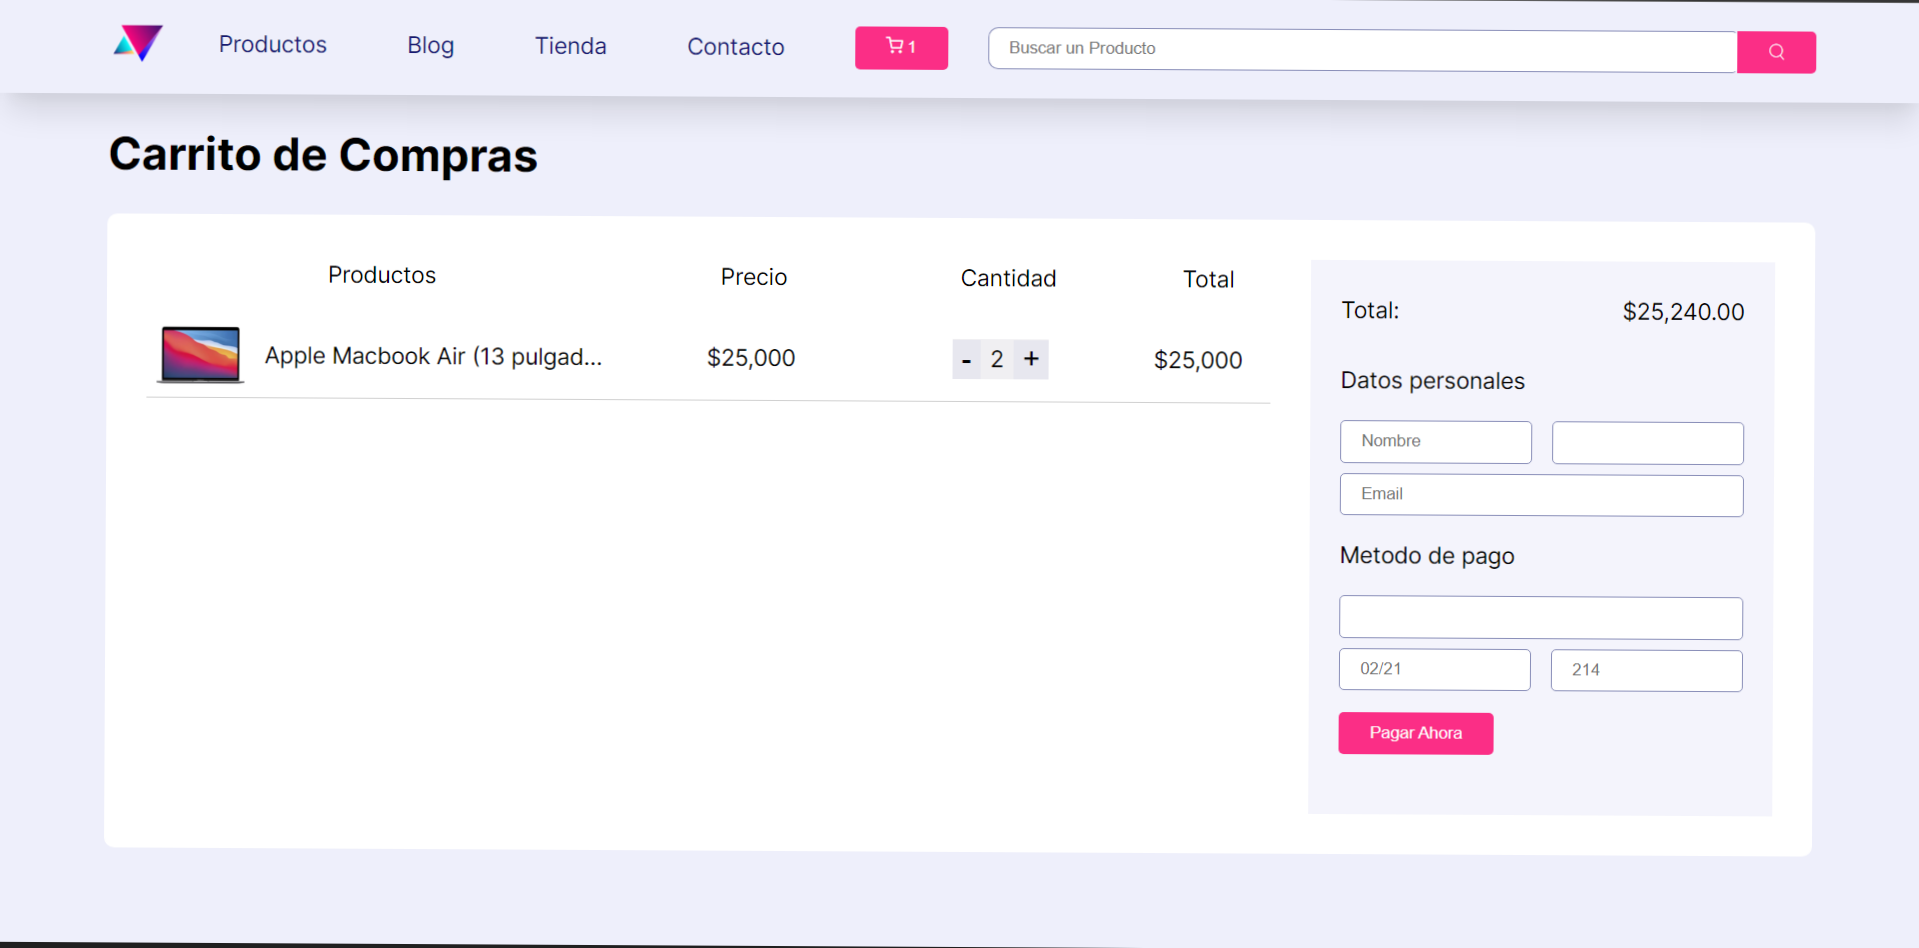 Productos Blog Tienda Contacto 1 Buscar un Producto
Carrito de Compras
Productos Precio Cantidad Total
Apple Macbook Air (13 pulgad... $25,000 - 2 + $25,000
Total: $25,240.00
Datos personales
Nombre
Email
Metodo de pago
02/21 214
Pagar Ahora